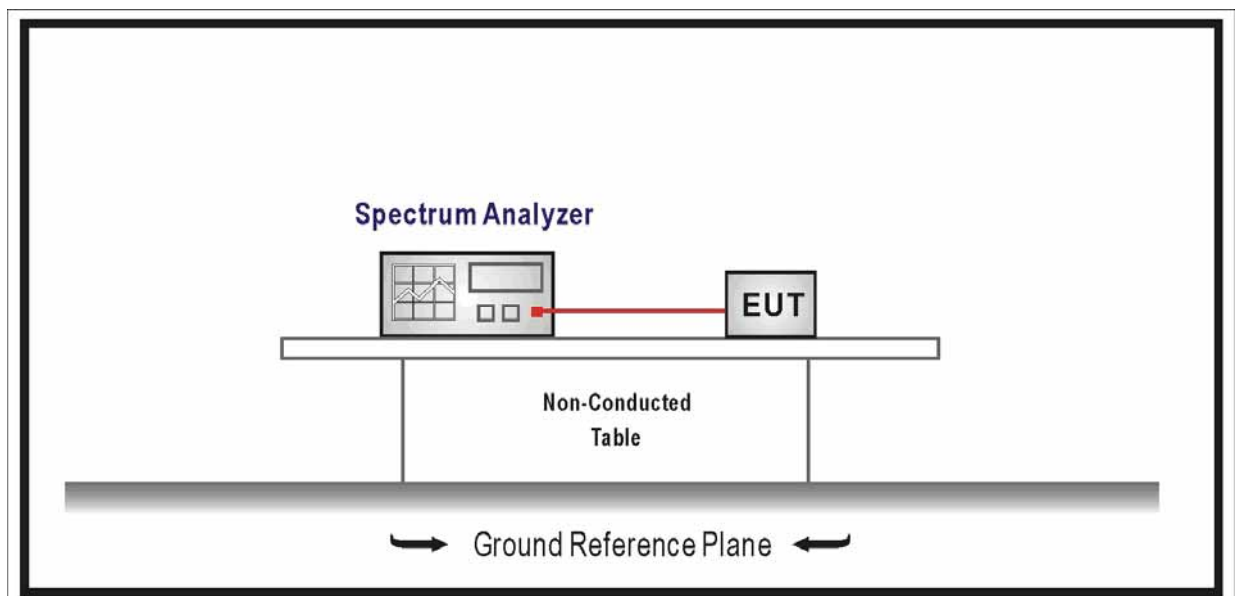 Spectrum Analyzer
EUT
Non-Conducted
Table
Ground Reference Plane